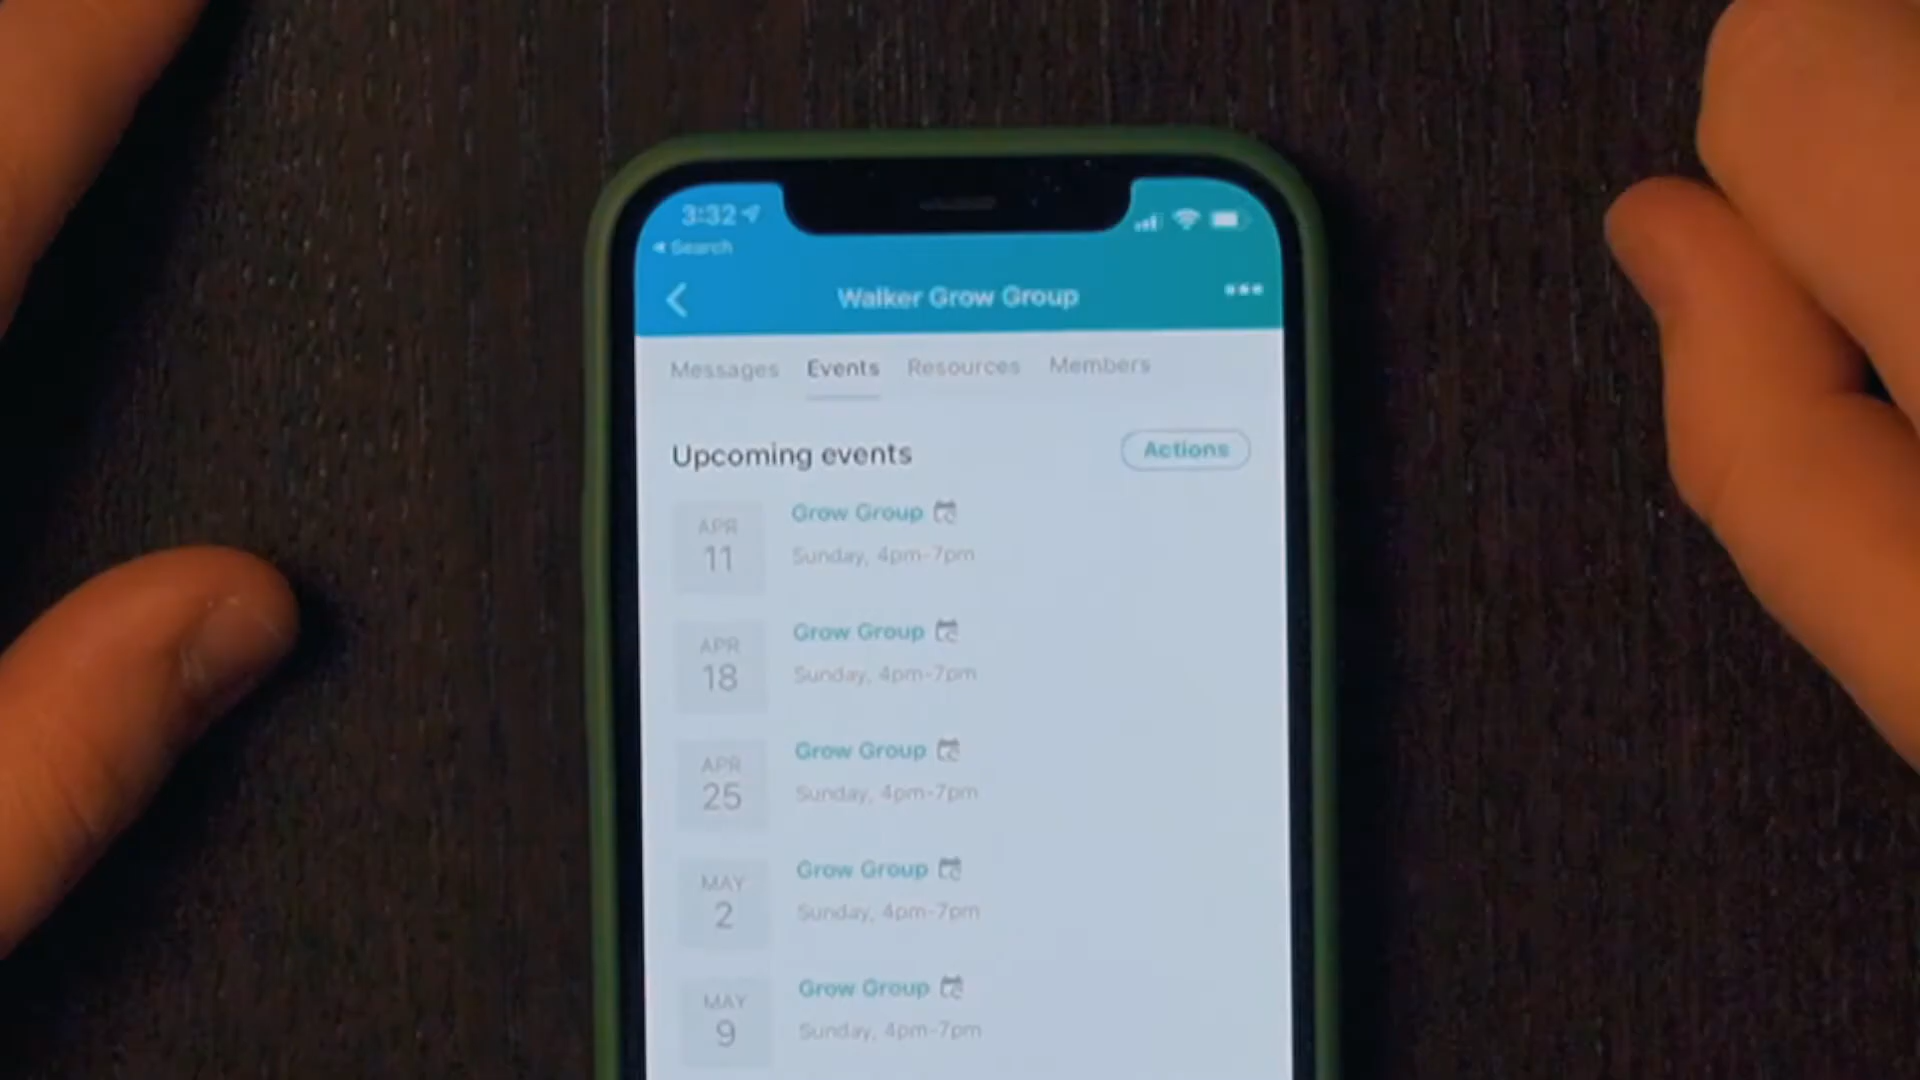 3:32
Search
Walker Grow Group
Messages Events Resources Members
Upcoming events
Actions
APR
11
Grow Group
Sunday, 4pm-7pm
APR
18
Grow Group
Sunday, 4pm-7pm
APR
25
Grow Group
Sunday, 4pm-7pm
MAY
2
Grow Group
Sunday, 4pm-7pm
MAY
9
Grow Group
Sunday, 4pm-7pm